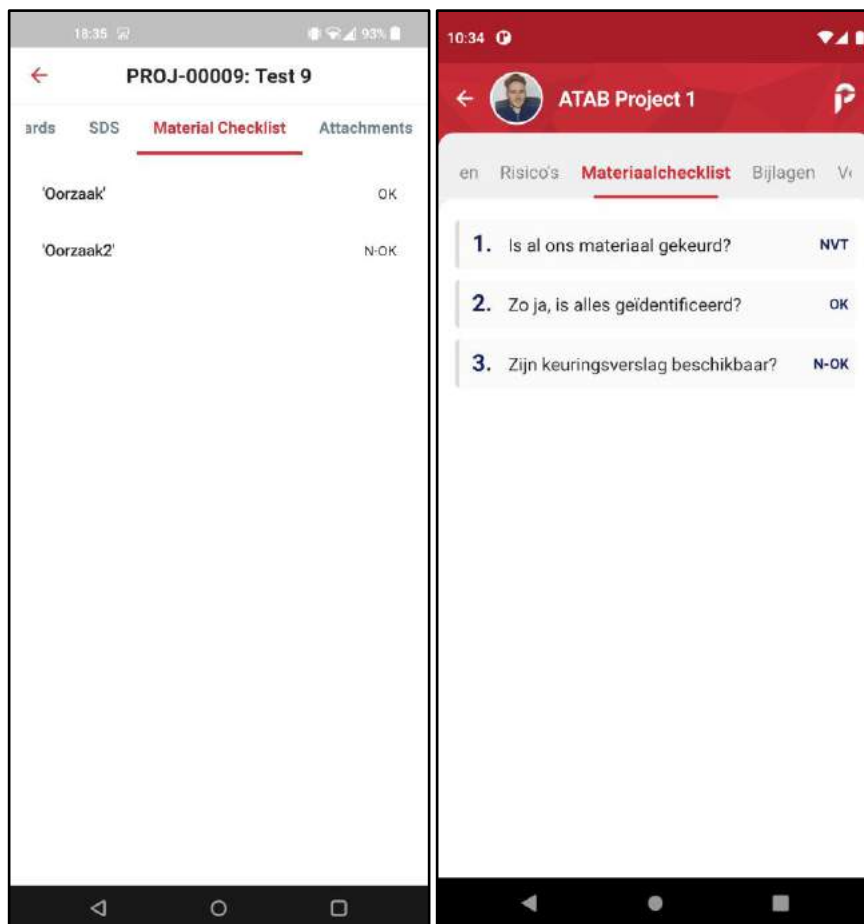 18:35 93%
PROJ-00009: Test 9
ards SDS Material Checklist Attachments
'Oorzaak' OK
'Oorzaak2' N-OK
10:34
ATAB Project 1
en Risico's Materiaalchecklist Bijlagen Ve
1. Is al ons materiaal gekeurd? NVT
2. Zo ja, is alles geïdentificeerd? OK
3. Zijn keuringsverslag beschikbaar? N-OK